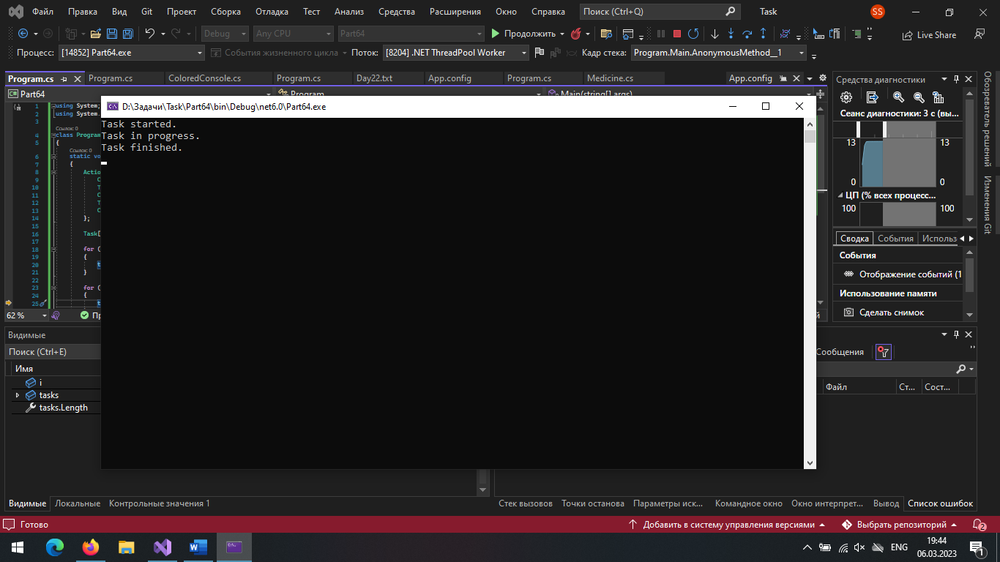 Файл Правка Вид Git Проект Сборка Отладка Тест Анализ Средства Расширения Окно Справка Поиск (Ctrl+Q) Task SS
Debug Any CPU Part64 Продолжить Live Share
Процесс: [14852] Part64.exe События жизненного цикла Поток: [8204] .NET ThreadPool Worker Кадр стека: Program.Main.AnonymousMethod__1
Program.cs Program.cs ColoredConsole.cs Program.cs Day22.txt App.config Program.cs Medicine.cs App.config
C# Part64 Program Main(string[] args)
D:\Задачи\Task\Part64\bin\Debug\net6.0\Part64.exe
Task started.
Task in progress.
Task finished.
1 using System;
2 using System.
3
Ссылок: 0
4 class Program
5 {
Ссылок: 0
6 static vo
7 {
8 Action
9 C
10 T
11 C
12 T
13 C
14 };
15
16 Task[
17
18 for (
19 {
20 t
21 }
22
23 for (
24 {
25 t
62 %
Средства диагностики
Сеанс диагностики: 3 с (вы...
13 13
0 0
ЦП (% всех процесс...
100 100
Сводка События Использ
События
Отображение событий (1
Использование памяти
Сделать снимок
Обозреватель решений
Изменения Git
Видимые
Поиск (Ctrl+E)
Имя
i
tasks
tasks.Length
Сообщения
Файл Ст... Сост...
Видимые Локальные Контрольные значения 1
Стек вызовов Точки останова Параметры иск... Командное окно Окно интерпрет... Вывод Список ошибок
Готово Добавить в систему управления версиями Выбрать репозиторий 2
ENG 19:44
06.03.2023 1